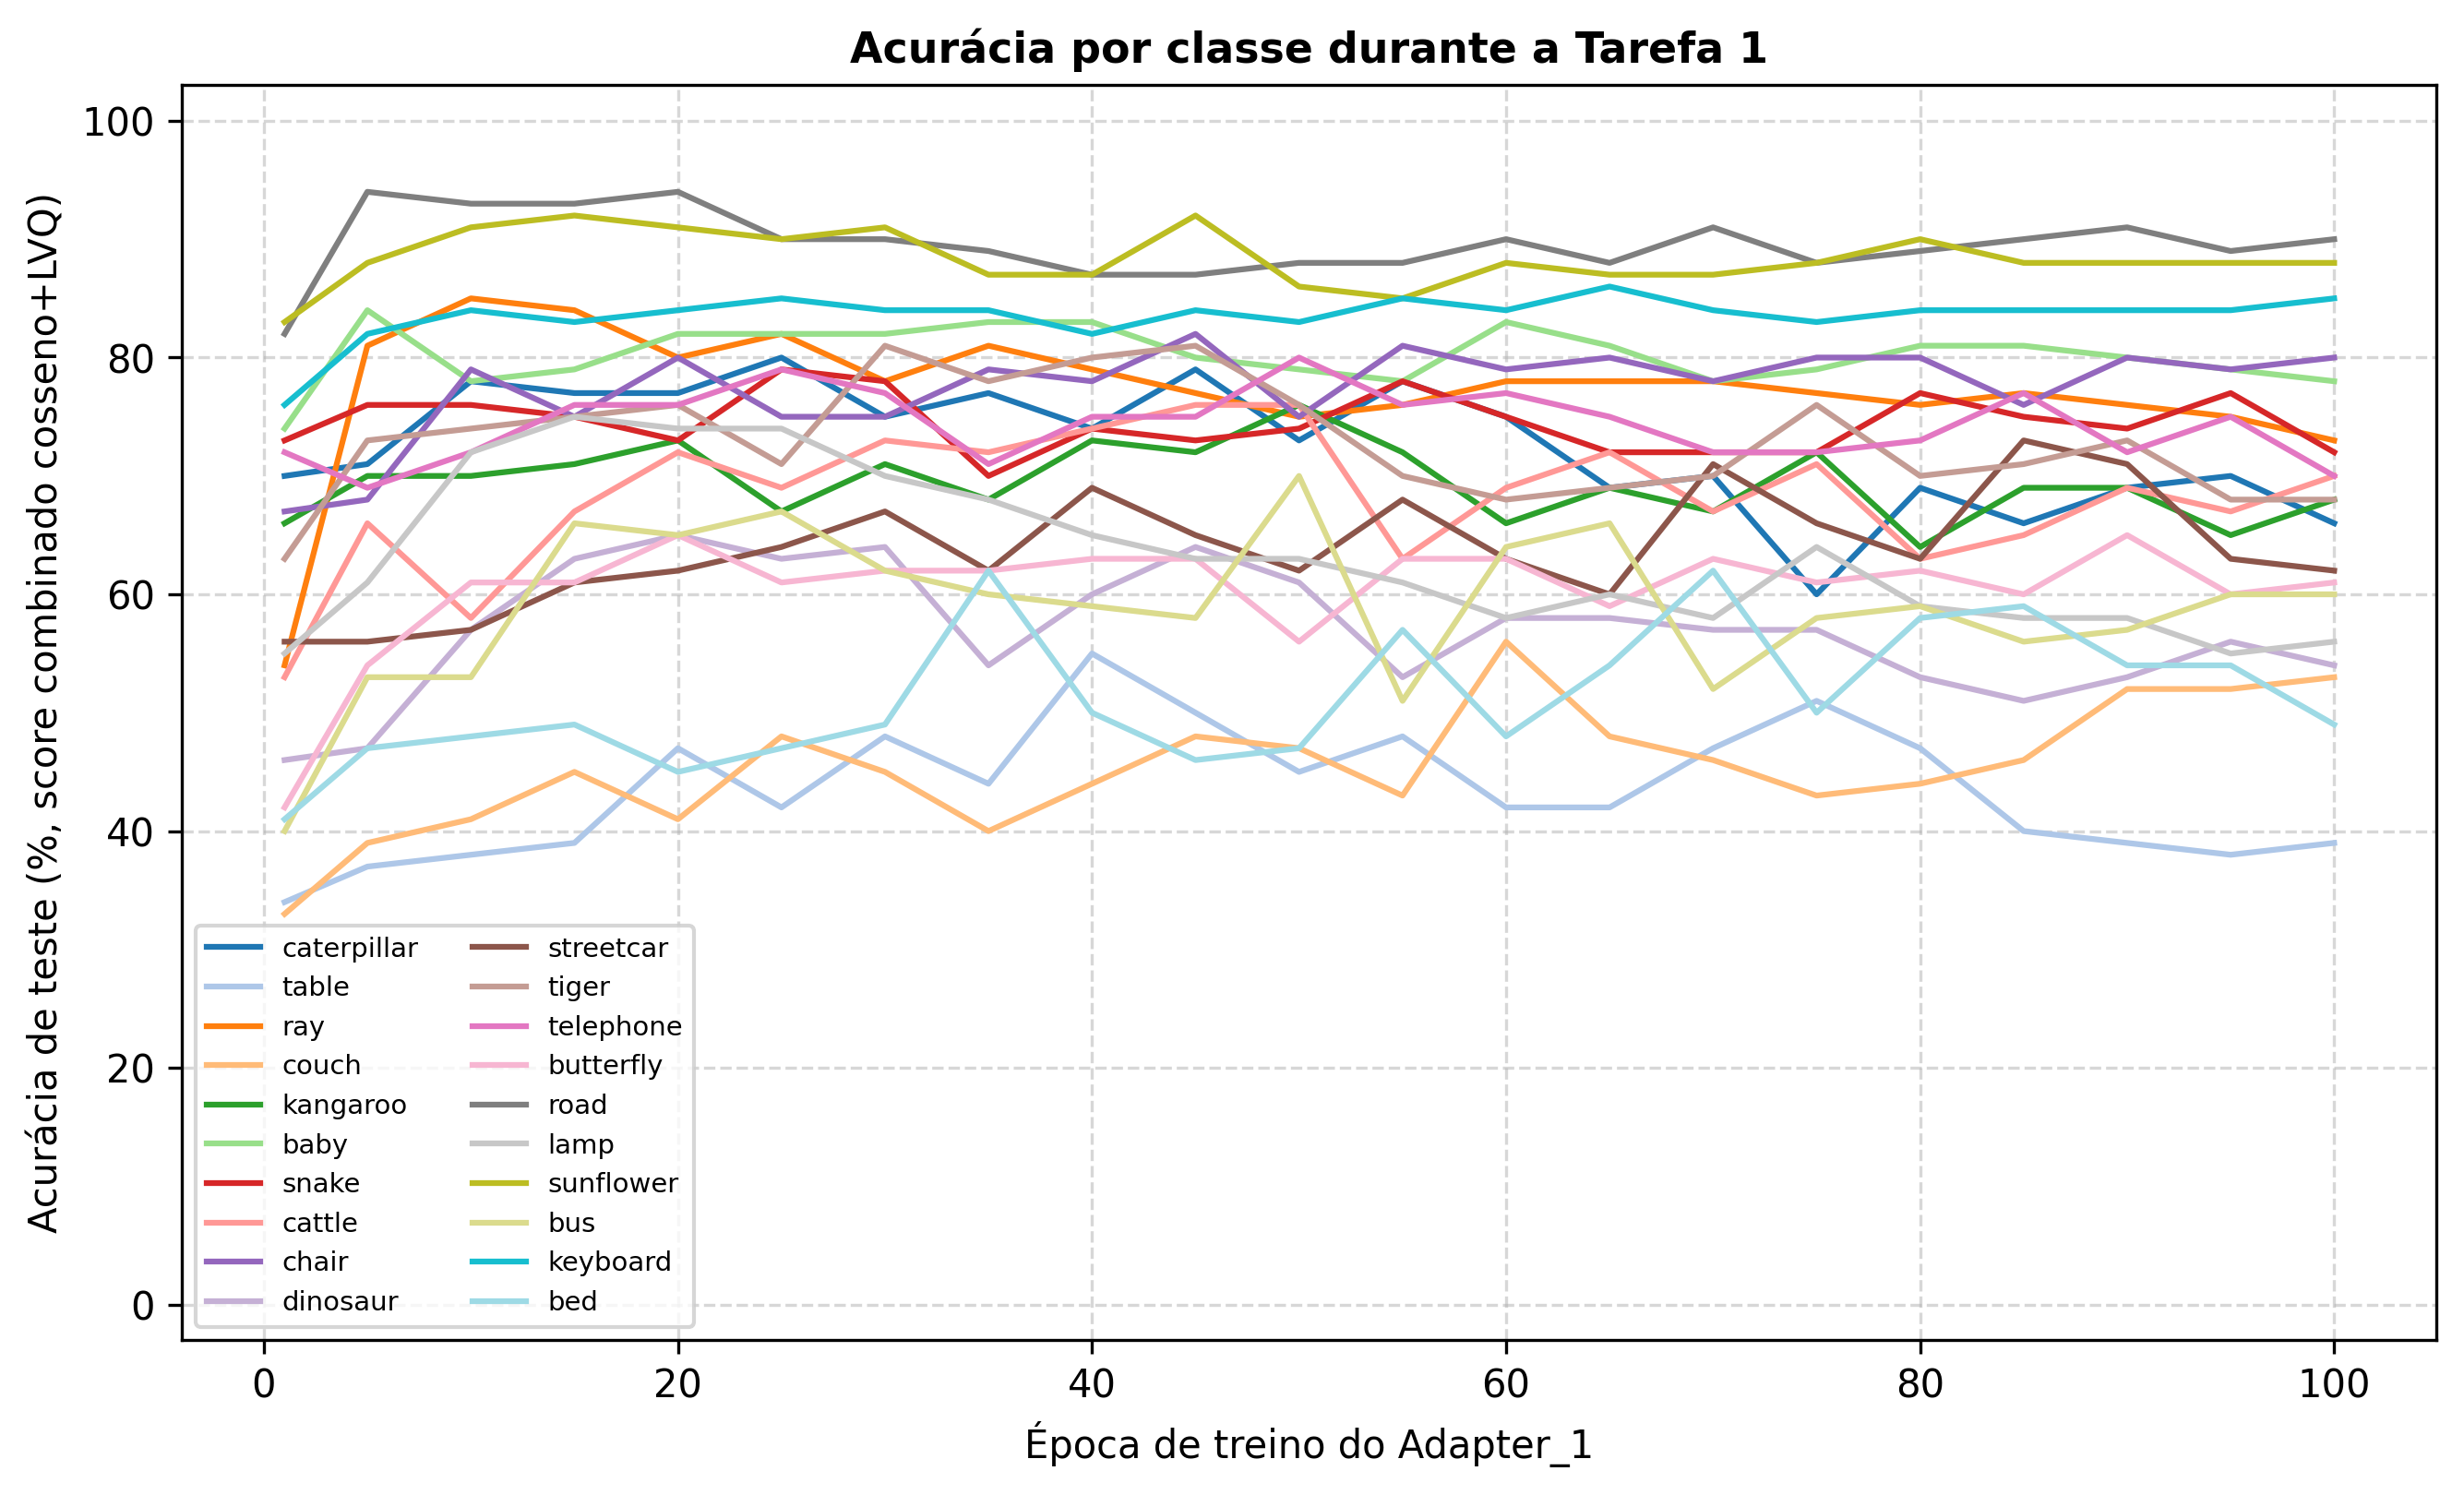 Acurácia por classe durante a Tarefa 1
Acurácia de teste (%, score combinado cosseno+LVQ)
100
80
60
40
20
0
caterpillar
table
ray
couch
kangaroo
baby
snake
cattle
chair
dinosaur
streetcar
tiger
telephone
butterfly
road
lamp
sunflower
bus
keyboard
bed
0 20 40 60 80 100
Época de treino do Adapter_1